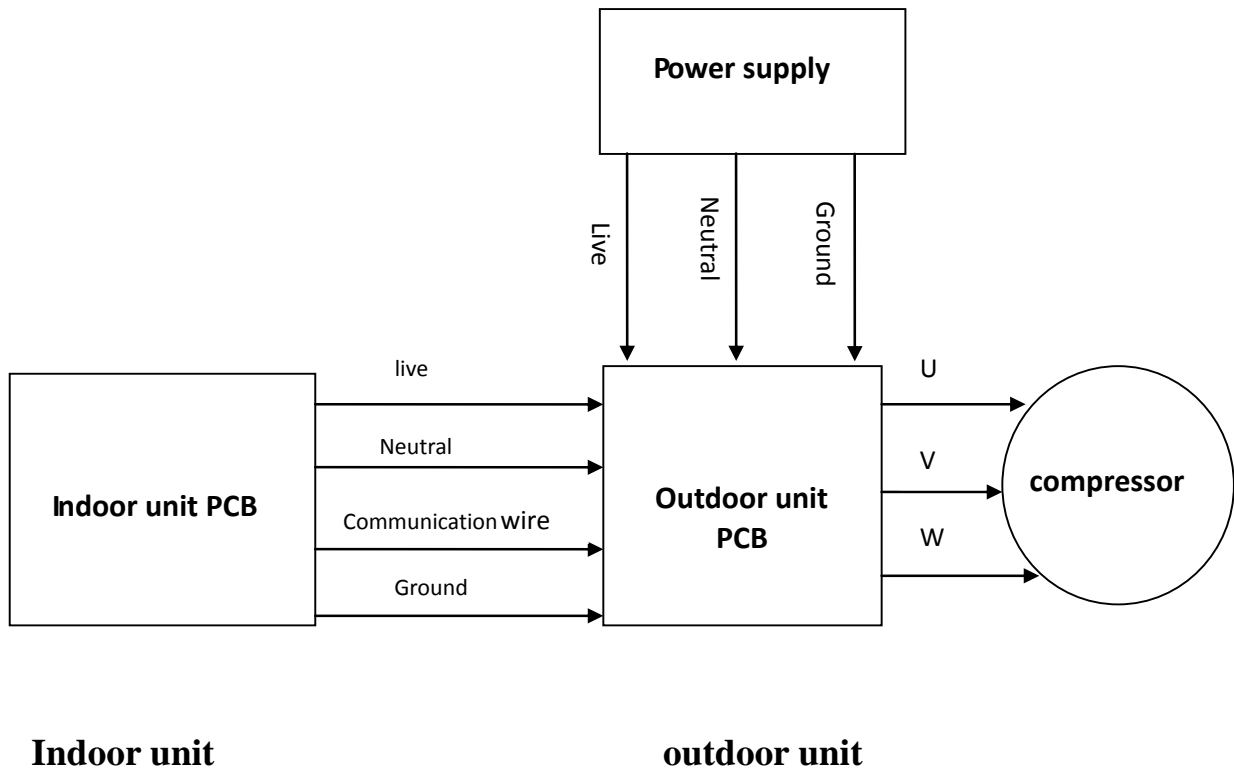 Power supply
Live
Neutral
Ground
live
Neutral
Communication wire
Ground
Indoor unit PCB
Outdoor unit
PCB
U
V
W
compressor
Indoor unit
outdoor unit